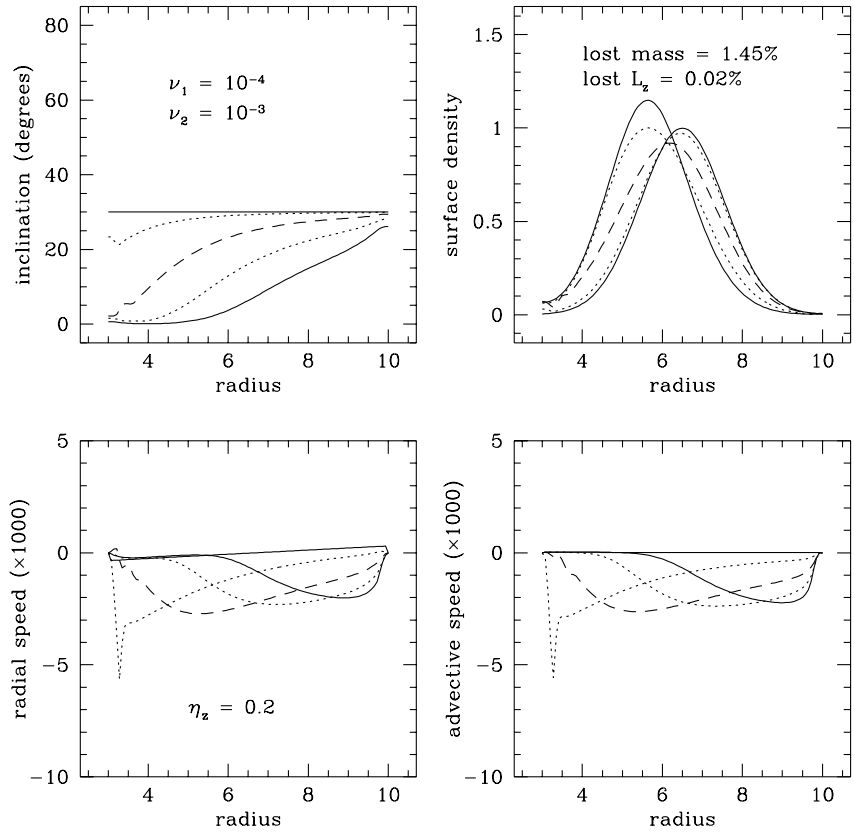 80
60
40
20
0
inclination (degrees)
ν₁ = 10⁻⁴
ν₂ = 10⁻³
4 6 8 10
radius
1.5
1
0.5
0
surface density
lost mass = 1.45%
lost L_z = 0.02%
4 6 8 10
radius
5
0
−5
−10
radial speed (×1000)
η_z = 0.2
4 6 8 10
radius
5
0
−5
−10
advective speed (×1000)
4 6 8 10
radius